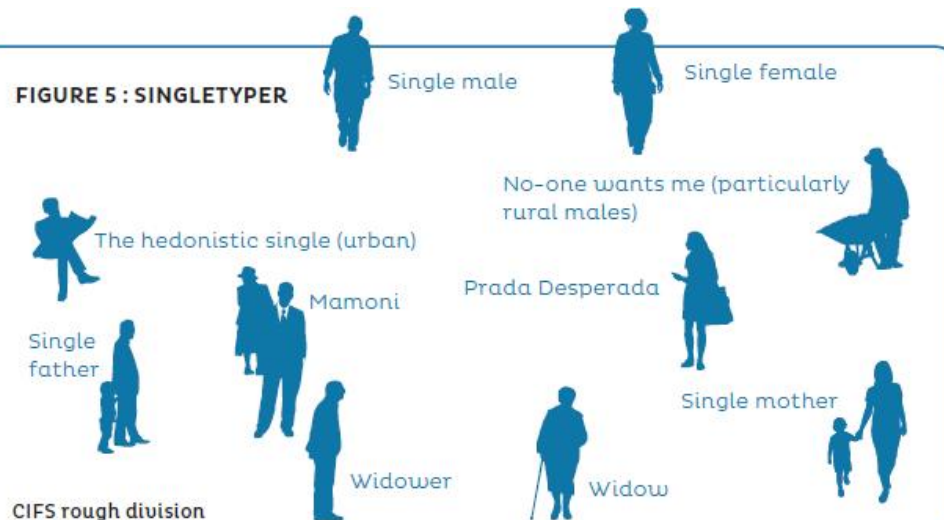 FIGURE 5 : SINGLETYPER
Single male
Single female
No-one wants me (particularly
rural males)
The hedonistic single (urban)
Mamoni
Prada Desperada
Single
father
Single mother
Widower
Widow
CIFS rough division